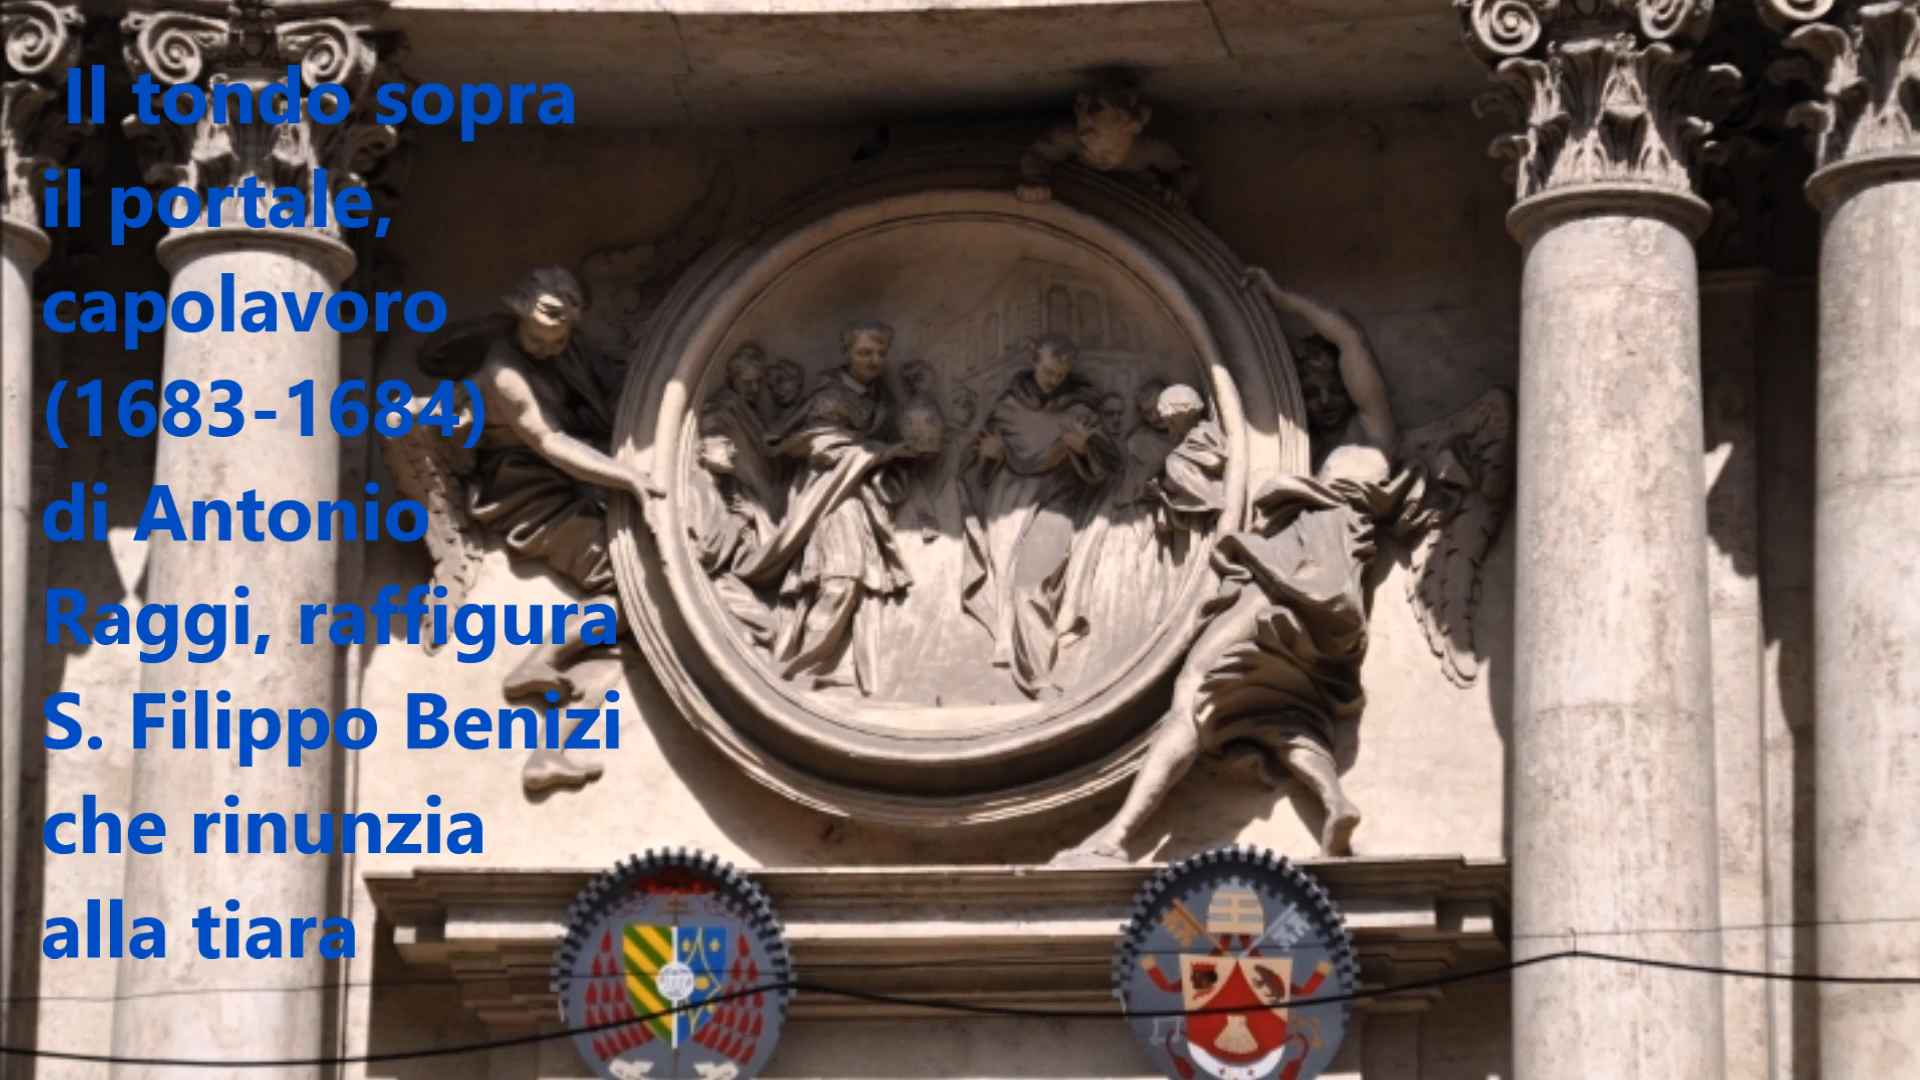 Il tondo sopra
il portale,
capolavoro
(1683-1684)
di Antonio
Raggi, raffigura
S. Filippo Benizi
che rinunzia
alla tiara